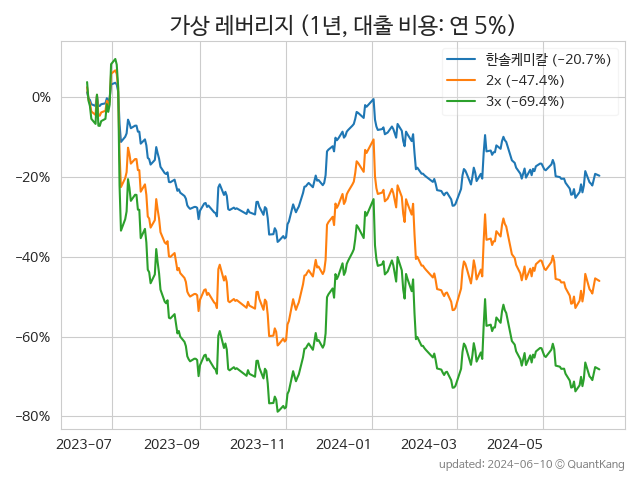 가상 레버리지 (1년, 대출 비용: 연 5%)
한솔케미칼 (−20.7%)
2x (−47.4%)
3x (−69.4%)
0%
−20%
−40%
−60%
−80%
2023-07 2023-09 2023-11 2024-01 2024-03 2024-05
updated: 2024-06-10 © QuantKang